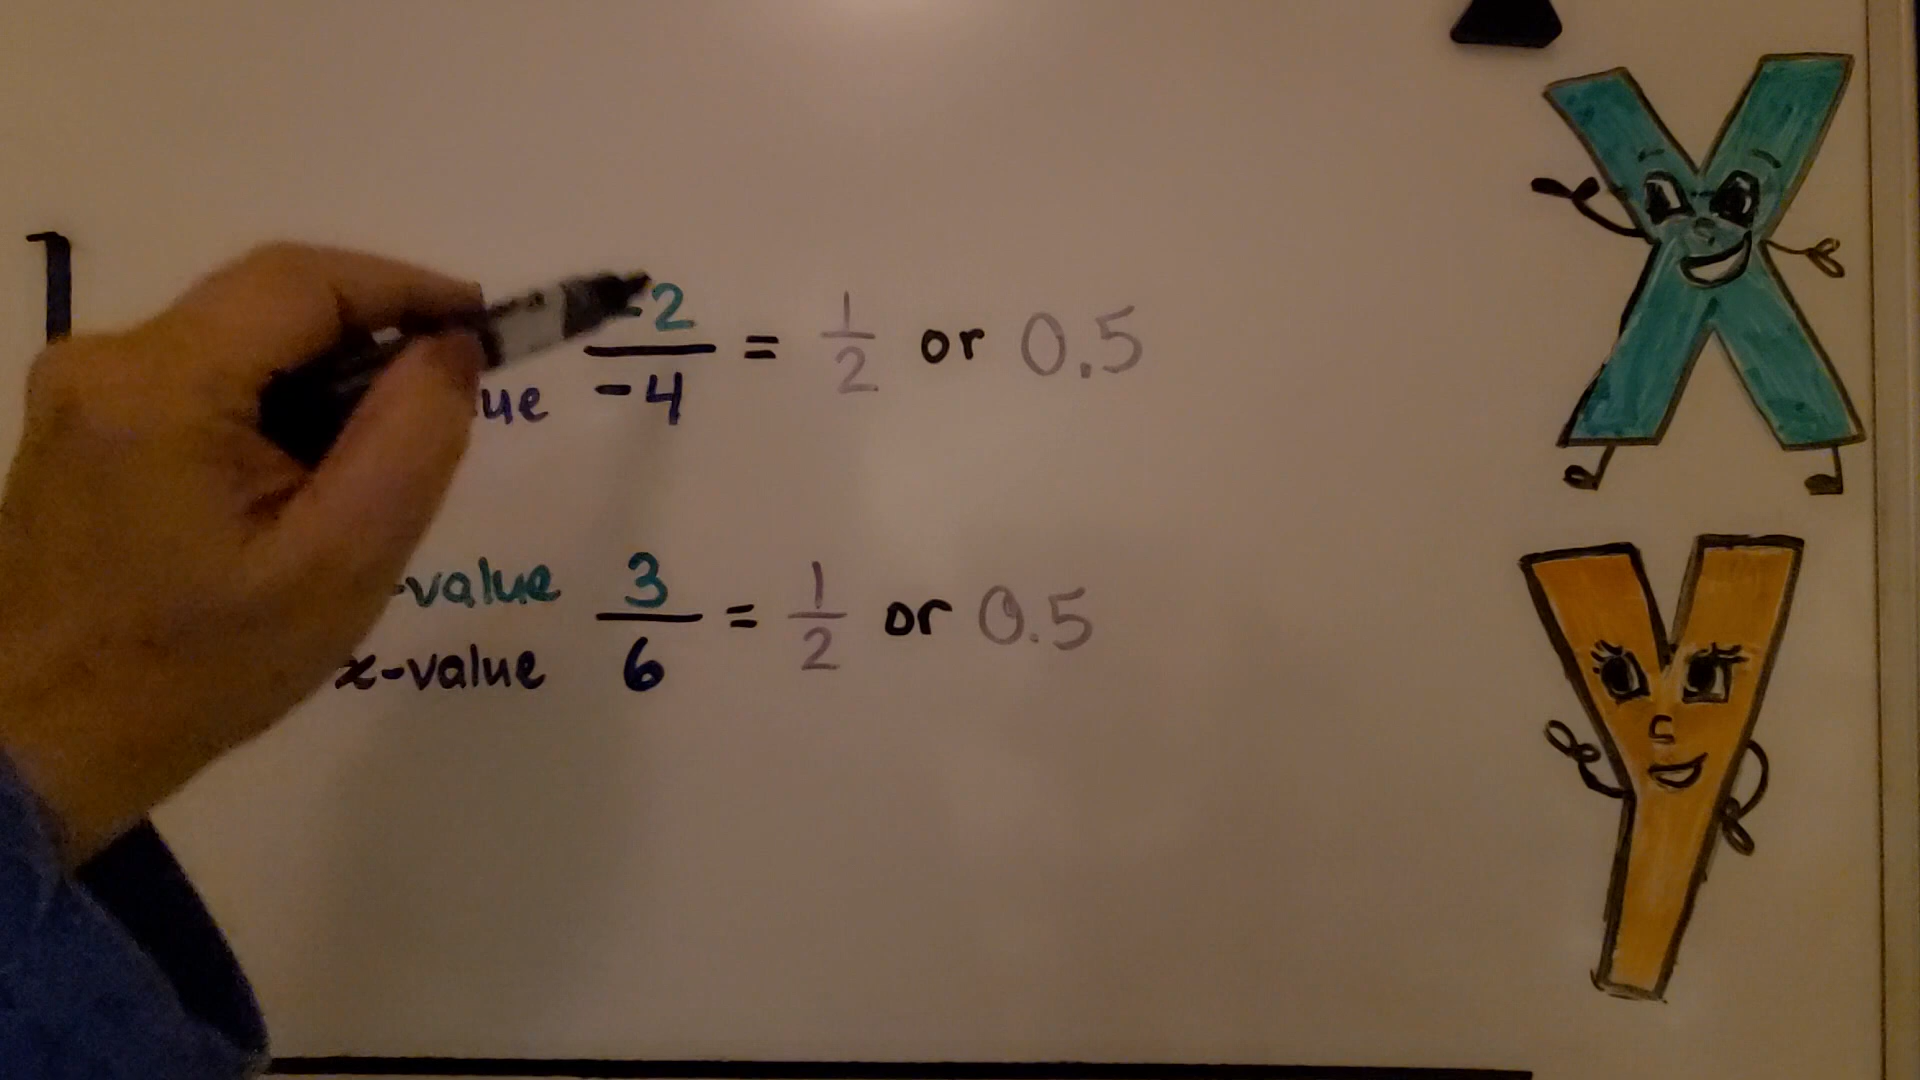 -2/-4 = 1/2 or 0.5
ue
-value 3/6 = 1/2 or 0.5
x-value
X
Y